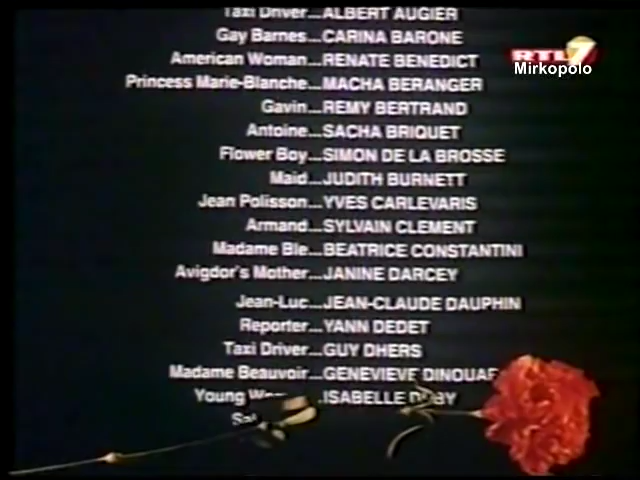 Taxi Driver...ALBERT AUGIER
Gay Barnes...CARINA BARONE
American Woman...RENATE BENEDICT
Princess Marie-Blanche...MACHA BERANGER
Gavin...REMY BERTRAND
Antoine...SACHA BRIQUET
Flower Boy...SIMON DE LA BROSSE
Maid...JUDITH BURNETT
Jean Polisson...YVES CARLEVARIS
Armand...SYLVAIN CLEMENT
Madame Ble...BEATRICE CONSTANTINI
Avigdor's Mother...JANINE DARCEY
Jean-Luc...JEAN-CLAUDE DAUPHIN
Reporter...YANN DEDET
Taxi Driver...GUY DHERS
Madame Beauvoir...GENEVIEVE
Young ...ISABELLE
RTL7
Mirkopolo